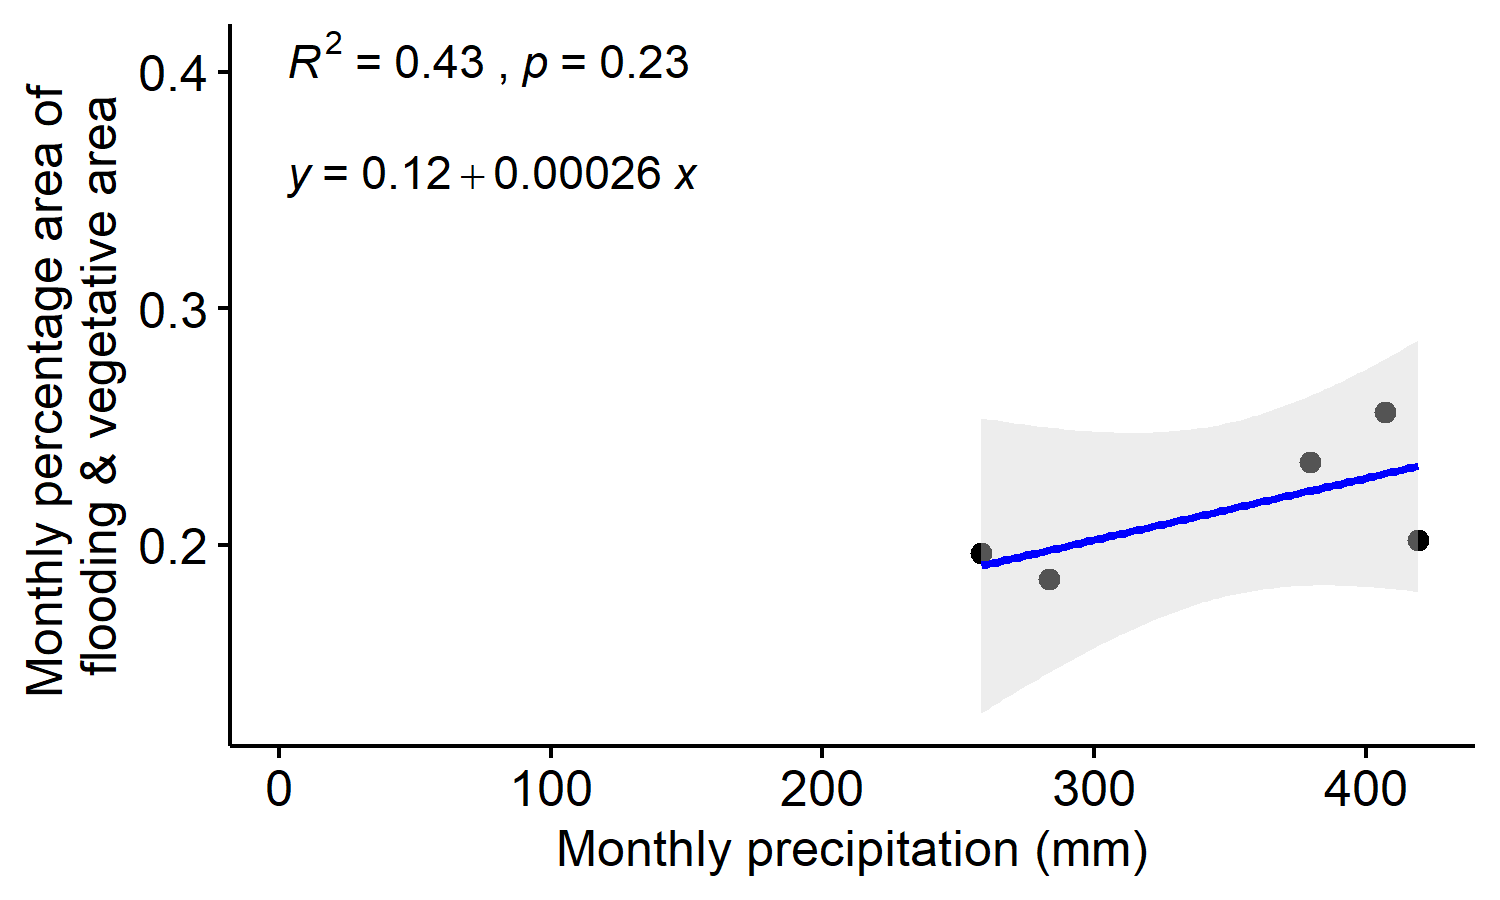 R² = 0.43 , p = 0.23
y = 0.12 + 0.00026 x
Monthly percentage area of
flooding & vegetative area
0.4
0.3
0.2
0
100
200
300
400
Monthly precipitation (mm)